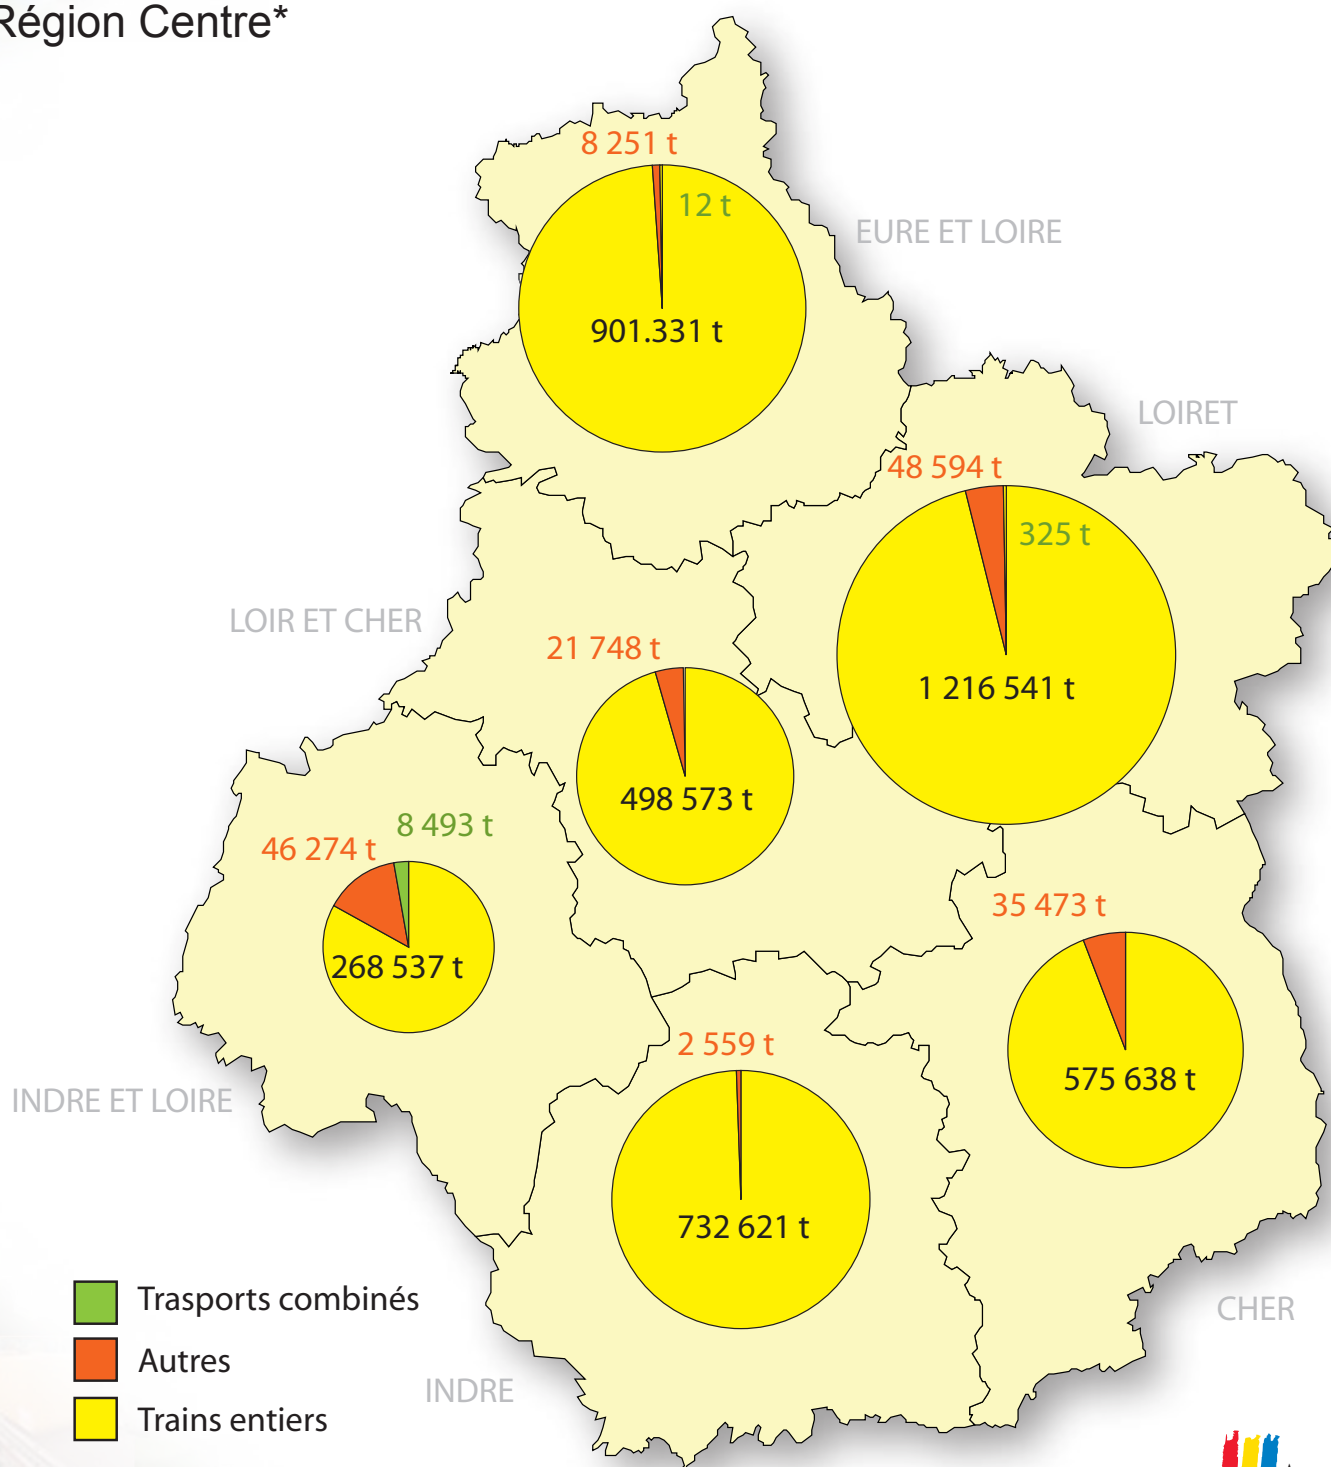 Région Centre*
8 251 t
12 t
EURE ET LOIRE
901.331 t
LOIRET
48 594 t
325 t
LOIR ET CHER
21 748 t
1 216 541 t
498 573 t
8 493 t
46 274 t
35 473 t
268 537 t
2 559 t
575 638 t
INDRE ET LOIRE
732 621 t
Trasports combinés
CHER
Autres
INDRE
Trains entiers